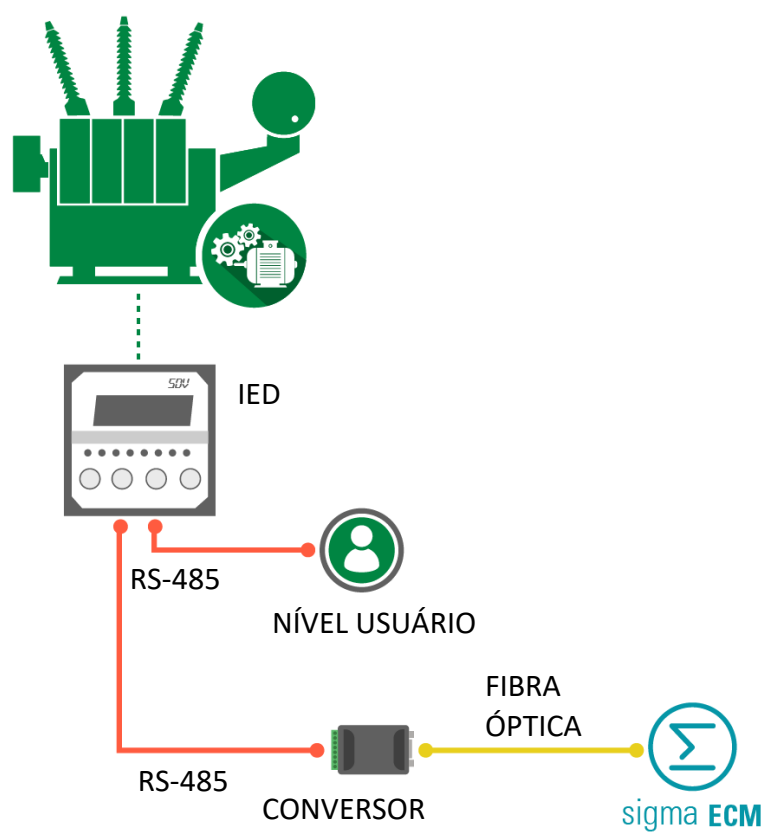 SDV
IED
RS-485
NÍVEL USUÁRIO
FIBRA
ÓPTICA
RS-485
CONVERSOR
Σ
sigma ECM